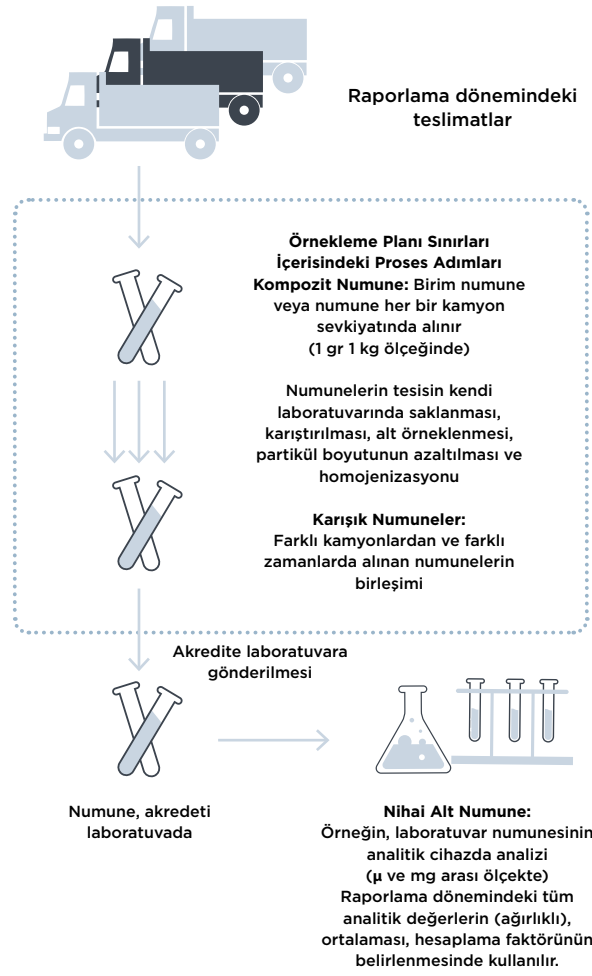 Raporlama dönemindeki
teslimatlar
Örnekleme Planı Sınırları
İçerisindeki Proses Adımları
Kompozit Numune: Birim numune
veya numune her bir kamyon
sevkiyatında alınır
(1 gr 1 kg ölçeğinde)
Numunelerin tesisin kendi
laboratuvarında saklanması,
karıştırılması, alt örneklenmesi,
partikül boyutunun azaltılması ve
homojenizasyonu
Karışık Numuneler:
Farklı kamyonlardan ve farklı
zamanlarda alınan numunelerin
birleşimi
Akredite laboratuvara
gönderilmesi
Numune, akredeti
laboratuvada
Nihai Alt Numune:
Örneğin, laboratuvar numunesinin
analitik cihazda analizi
(µ ve mg arası ölçekte)
Raporlama dönemindeki tüm
analitik değerlerin (ağırlıklı),
ortalaması, hesaplama faktörünün
belirlenmesinde kullanılır.